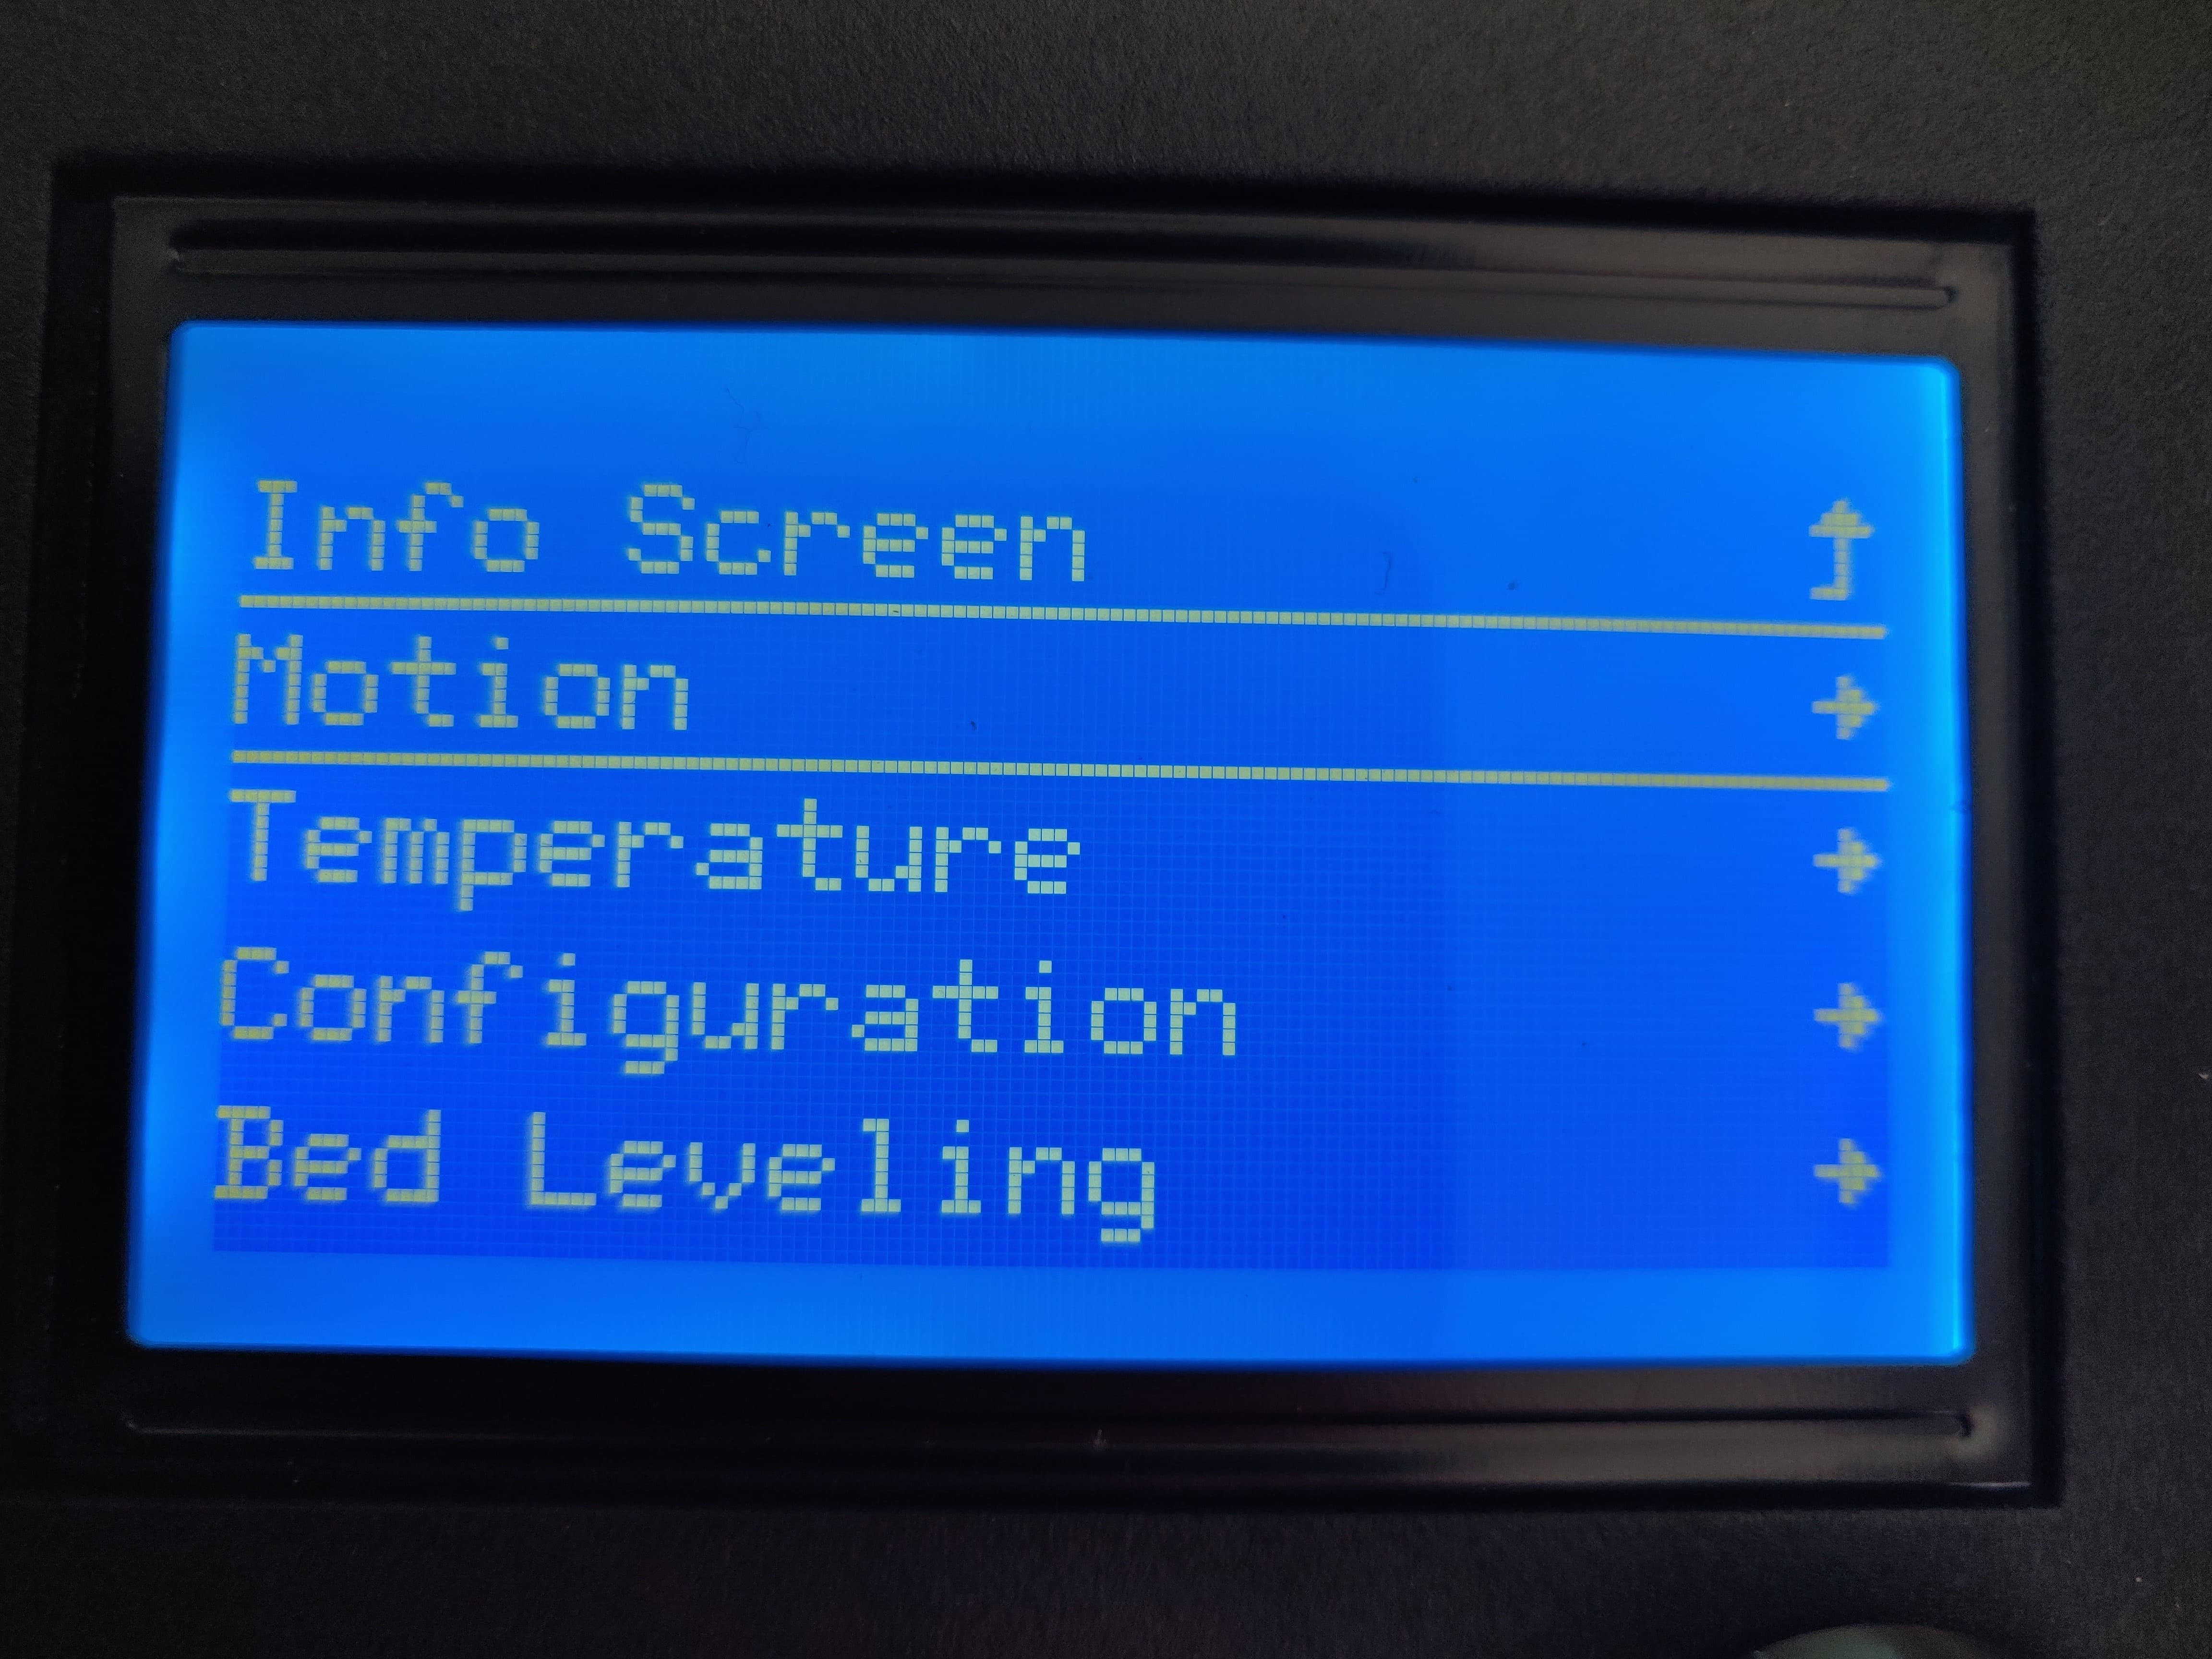 Info Screen
Motion
Temperature
Configuration
Bed Leveling